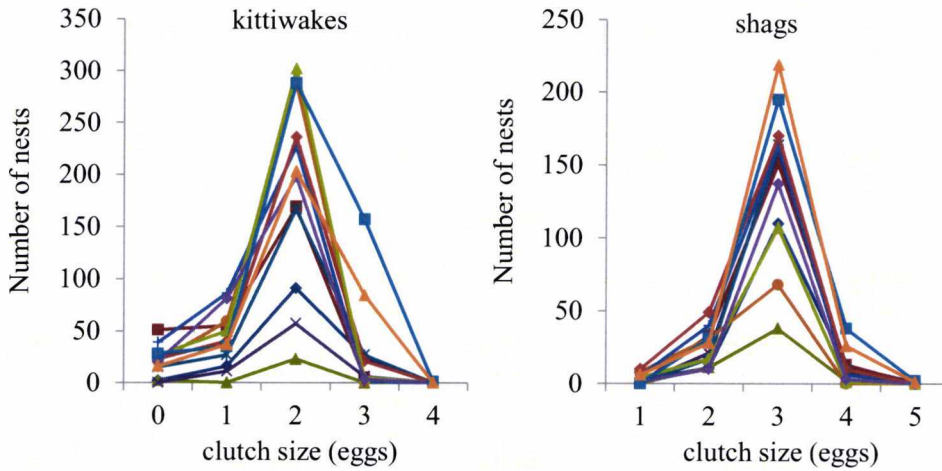 kittiwakes
Number of nests
350
300
250
200
150
100
50
0
0 1 2 3 4
clutch size (eggs)
shags
Number of nests
250
200
150
100
50
0
1 2 3 4 5
clutch size (eggs)